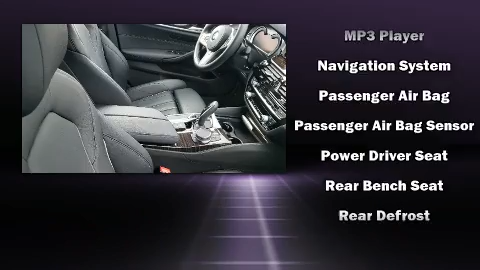 MP3 Player
Navigation System
Passenger Air Bag
Passenger Air Bag Sensor
Power Driver Seat
Rear Bench Seat
Rear Defrost